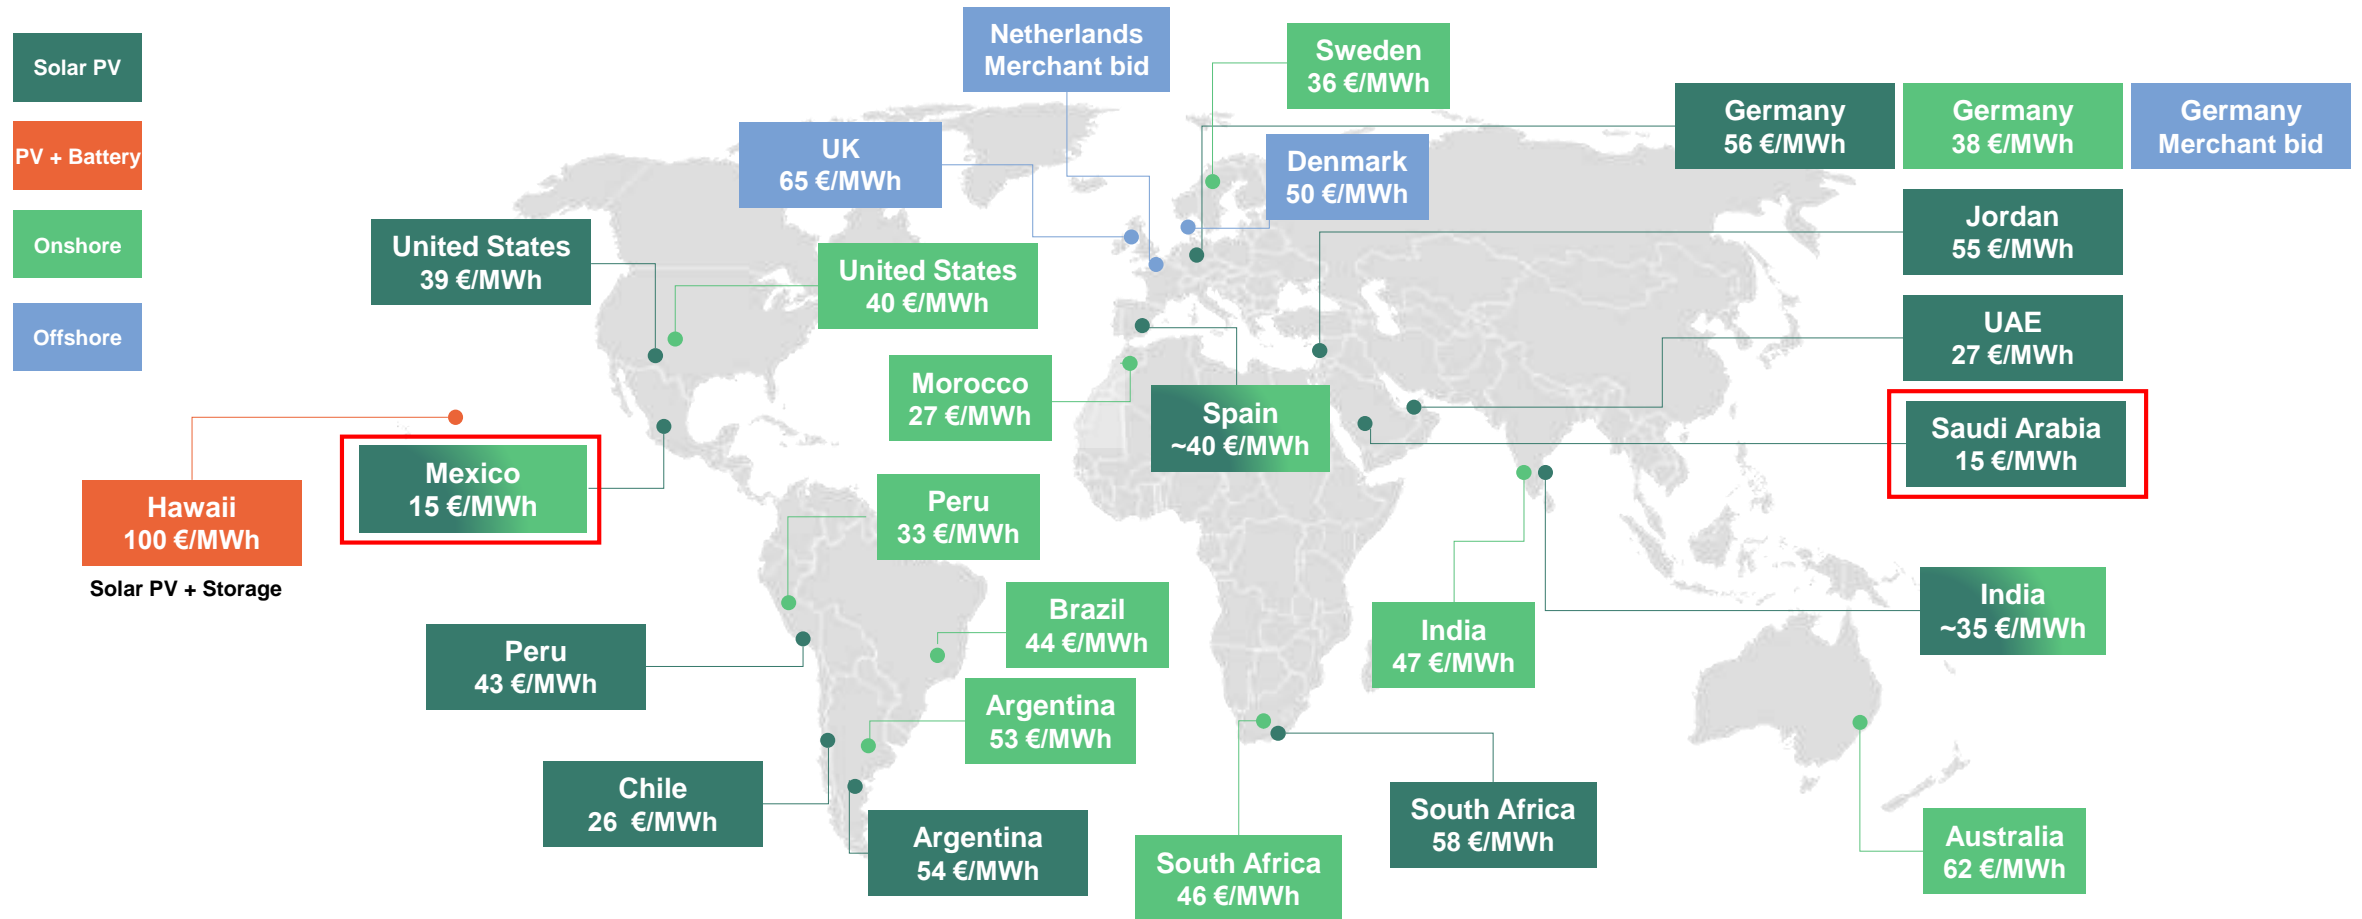 Solar PV
PV + Battery
Onshore
Offshore
Netherlands
Merchant bid
Sweden
36 €/MWh
Germany
56 €/MWh
Germany
38 €/MWh
Germany
Merchant bid
UK
65 €/MWh
Denmark
50 €/MWh
Jordan
55 €/MWh
United States
39 €/MWh
United States
40 €/MWh
UAE
27 €/MWh
Morocco
27 €/MWh
Spain
~40 €/MWh
Saudi Arabia
15 €/MWh
Mexico
15 €/MWh
Hawaii
100 €/MWh
Solar PV + Storage
Peru
33 €/MWh
Brazil
44 €/MWh
India
47 €/MWh
India
~35 €/MWh
Peru
43 €/MWh
Argentina
53 €/MWh
Chile
26  €/MWh
Argentina
54 €/MWh
South Africa
58 €/MWh
South Africa
46 €/MWh
Australia
62 €/MWh